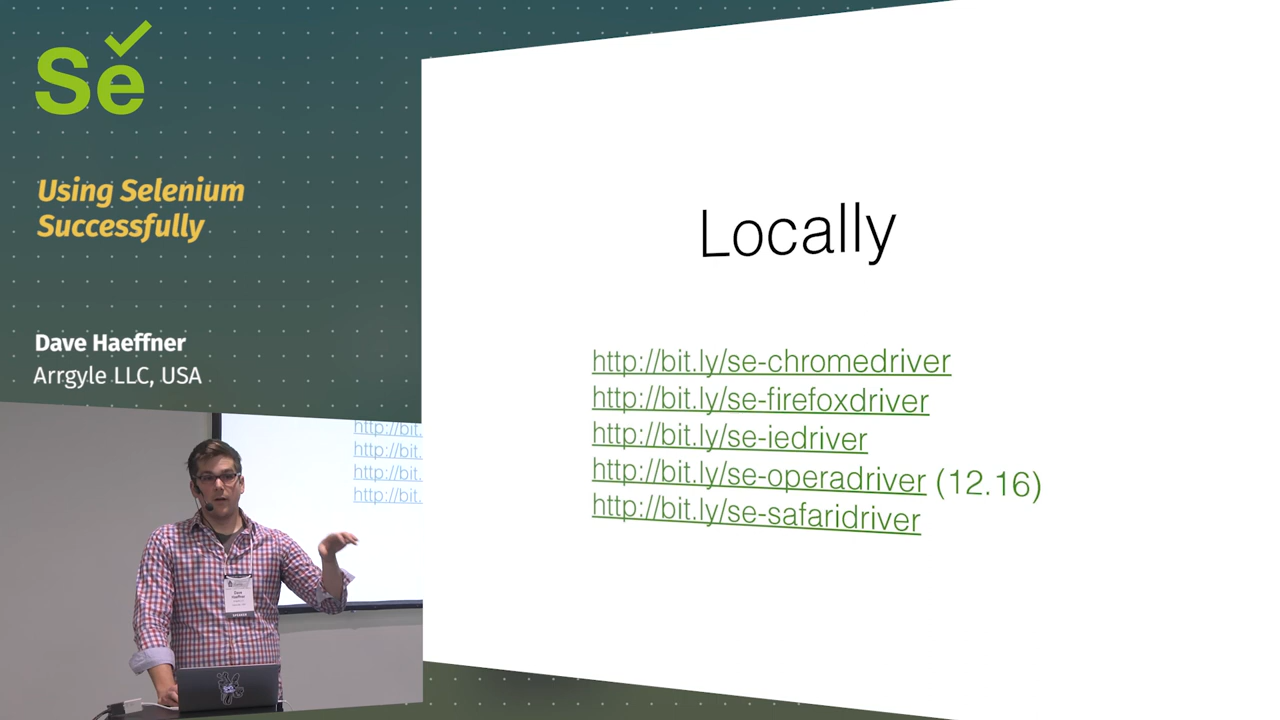 Se
Using Selenium
Successfully
Dave Haeffner
Arrgyle LLC, USA
Locally
http://bit.ly/se-chromedriver
http://bit.ly/se-firefoxdriver
http://bit.ly/se-iedriver
http://bit.ly/se-operadriver (12.16)
http://bit.ly/se-safaridriver
http://bit.
http://bit.
http://bit.
http://bit.
Dave
Haeffner